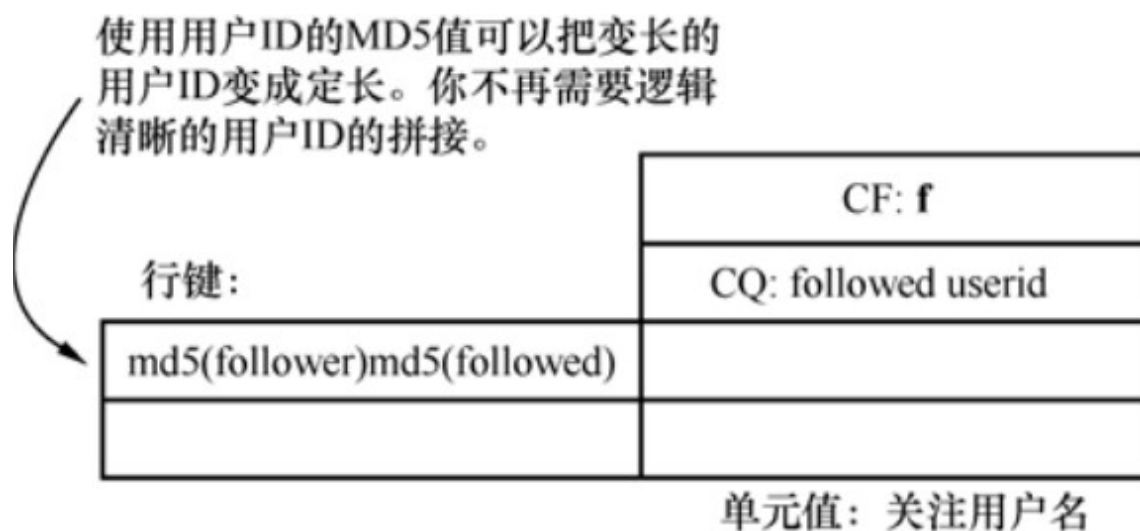 使用用户ID的MD5值可以把变长的
用户ID变成定长。你不再需要逻辑
清晰的用户ID的拼接。
CF: f
行键：
CQ: followed userid
md5(follower)md5(followed)
单元值：关注用户名